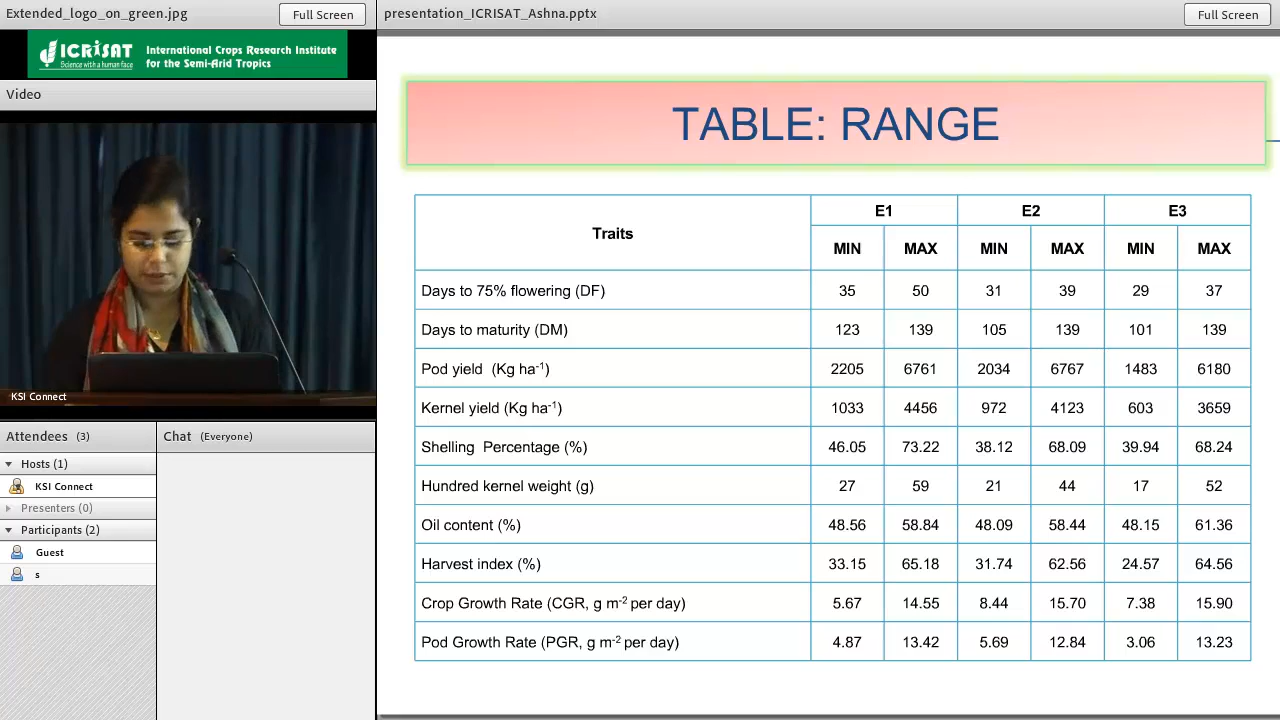 Extended_logo_on_green.jpg
Full Screen
ICRISAT
Science with a human face
International Crops Research Institute
for the Semi-Arid Tropics
Video
KSI Connect
Attendees (3)
Hosts (1)
KSI Connect
Presenters (0)
Participants (2)
Guest
s
Chat (Everyone)
presentation_ICRISAT_Ashna.pptx
Full Screen
TABLE: RANGE
Traits E1 E2 E3
MIN MAX MIN MAX MIN MAX
Days to 75% flowering (DF) 35 50 31 39 29 37
Days to maturity (DM) 123 139 105 139 101 139
Pod yield (Kg ha⁻¹) 2205 6761 2034 6767 1483 6180
Kernel yield (Kg ha⁻¹) 1033 4456 972 4123 603 3659
Shelling Percentage (%) 46.05 73.22 38.12 68.09 39.94 68.24
Hundred kernel weight (g) 27 59 21 44 17 52
Oil content (%) 48.56 58.84 48.09 58.44 48.15 61.36
Harvest index (%) 33.15 65.18 31.74 62.56 24.57 64.56
Crop Growth Rate (CGR, g m⁻² per day) 5.67 14.55 8.44 15.70 7.38 15.90
Pod Growth Rate (PGR, g m⁻² per day) 4.87 13.42 5.69 12.84 3.06 13.23